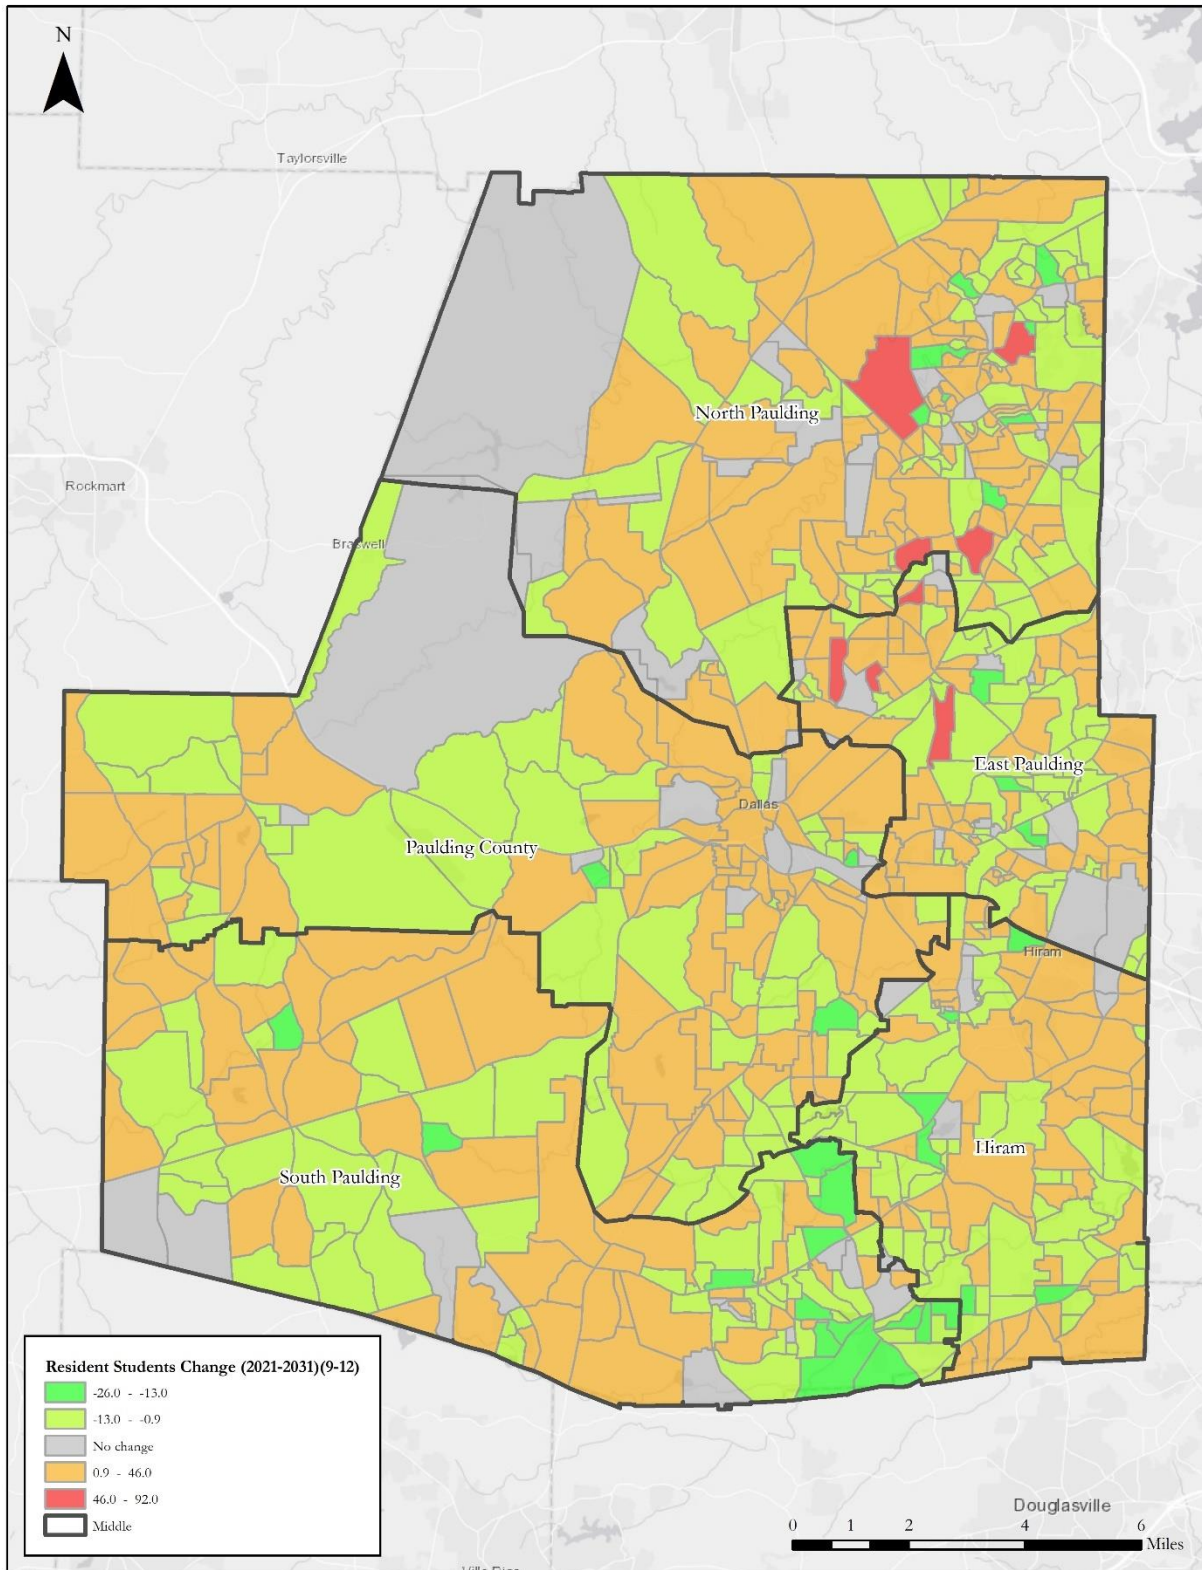 N
Taylorsville
North Paulding
Rockmart
Braswell
East Paulding
Dallas
Paulding County
Hiram
South Paulding
Hiram
Resident Students Change (2021-2031)(9-12)
-26.0 - -13.0
-13.0 - -0.9
No change
0.9 - 46.0
46.0 - 92.0
Middle
Douglasville
0 1 2 4 6
Miles